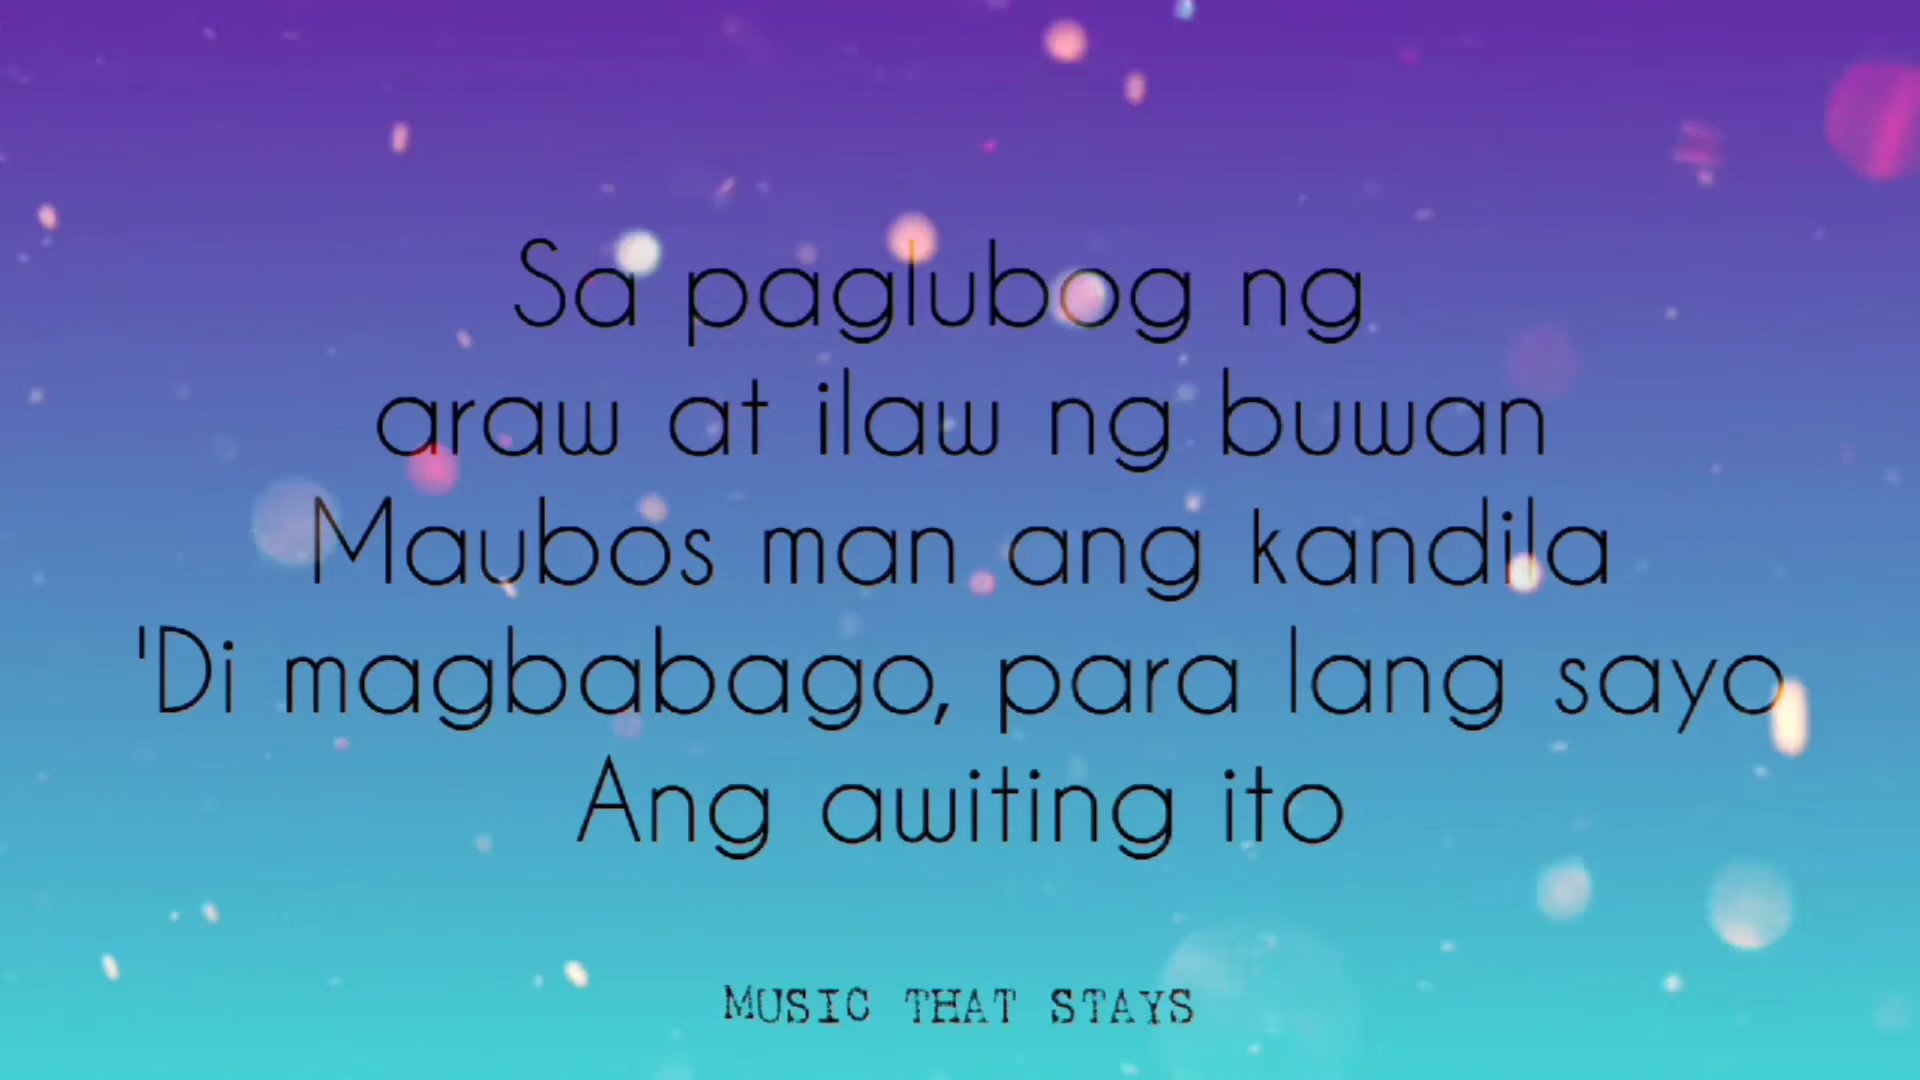 Sa paglubog ng
araw at ilaw ng buwan
Maubos man ang kandila
'Di magbabago, para lang sayo
Ang awiting ito
MUSIC THAT STAYS